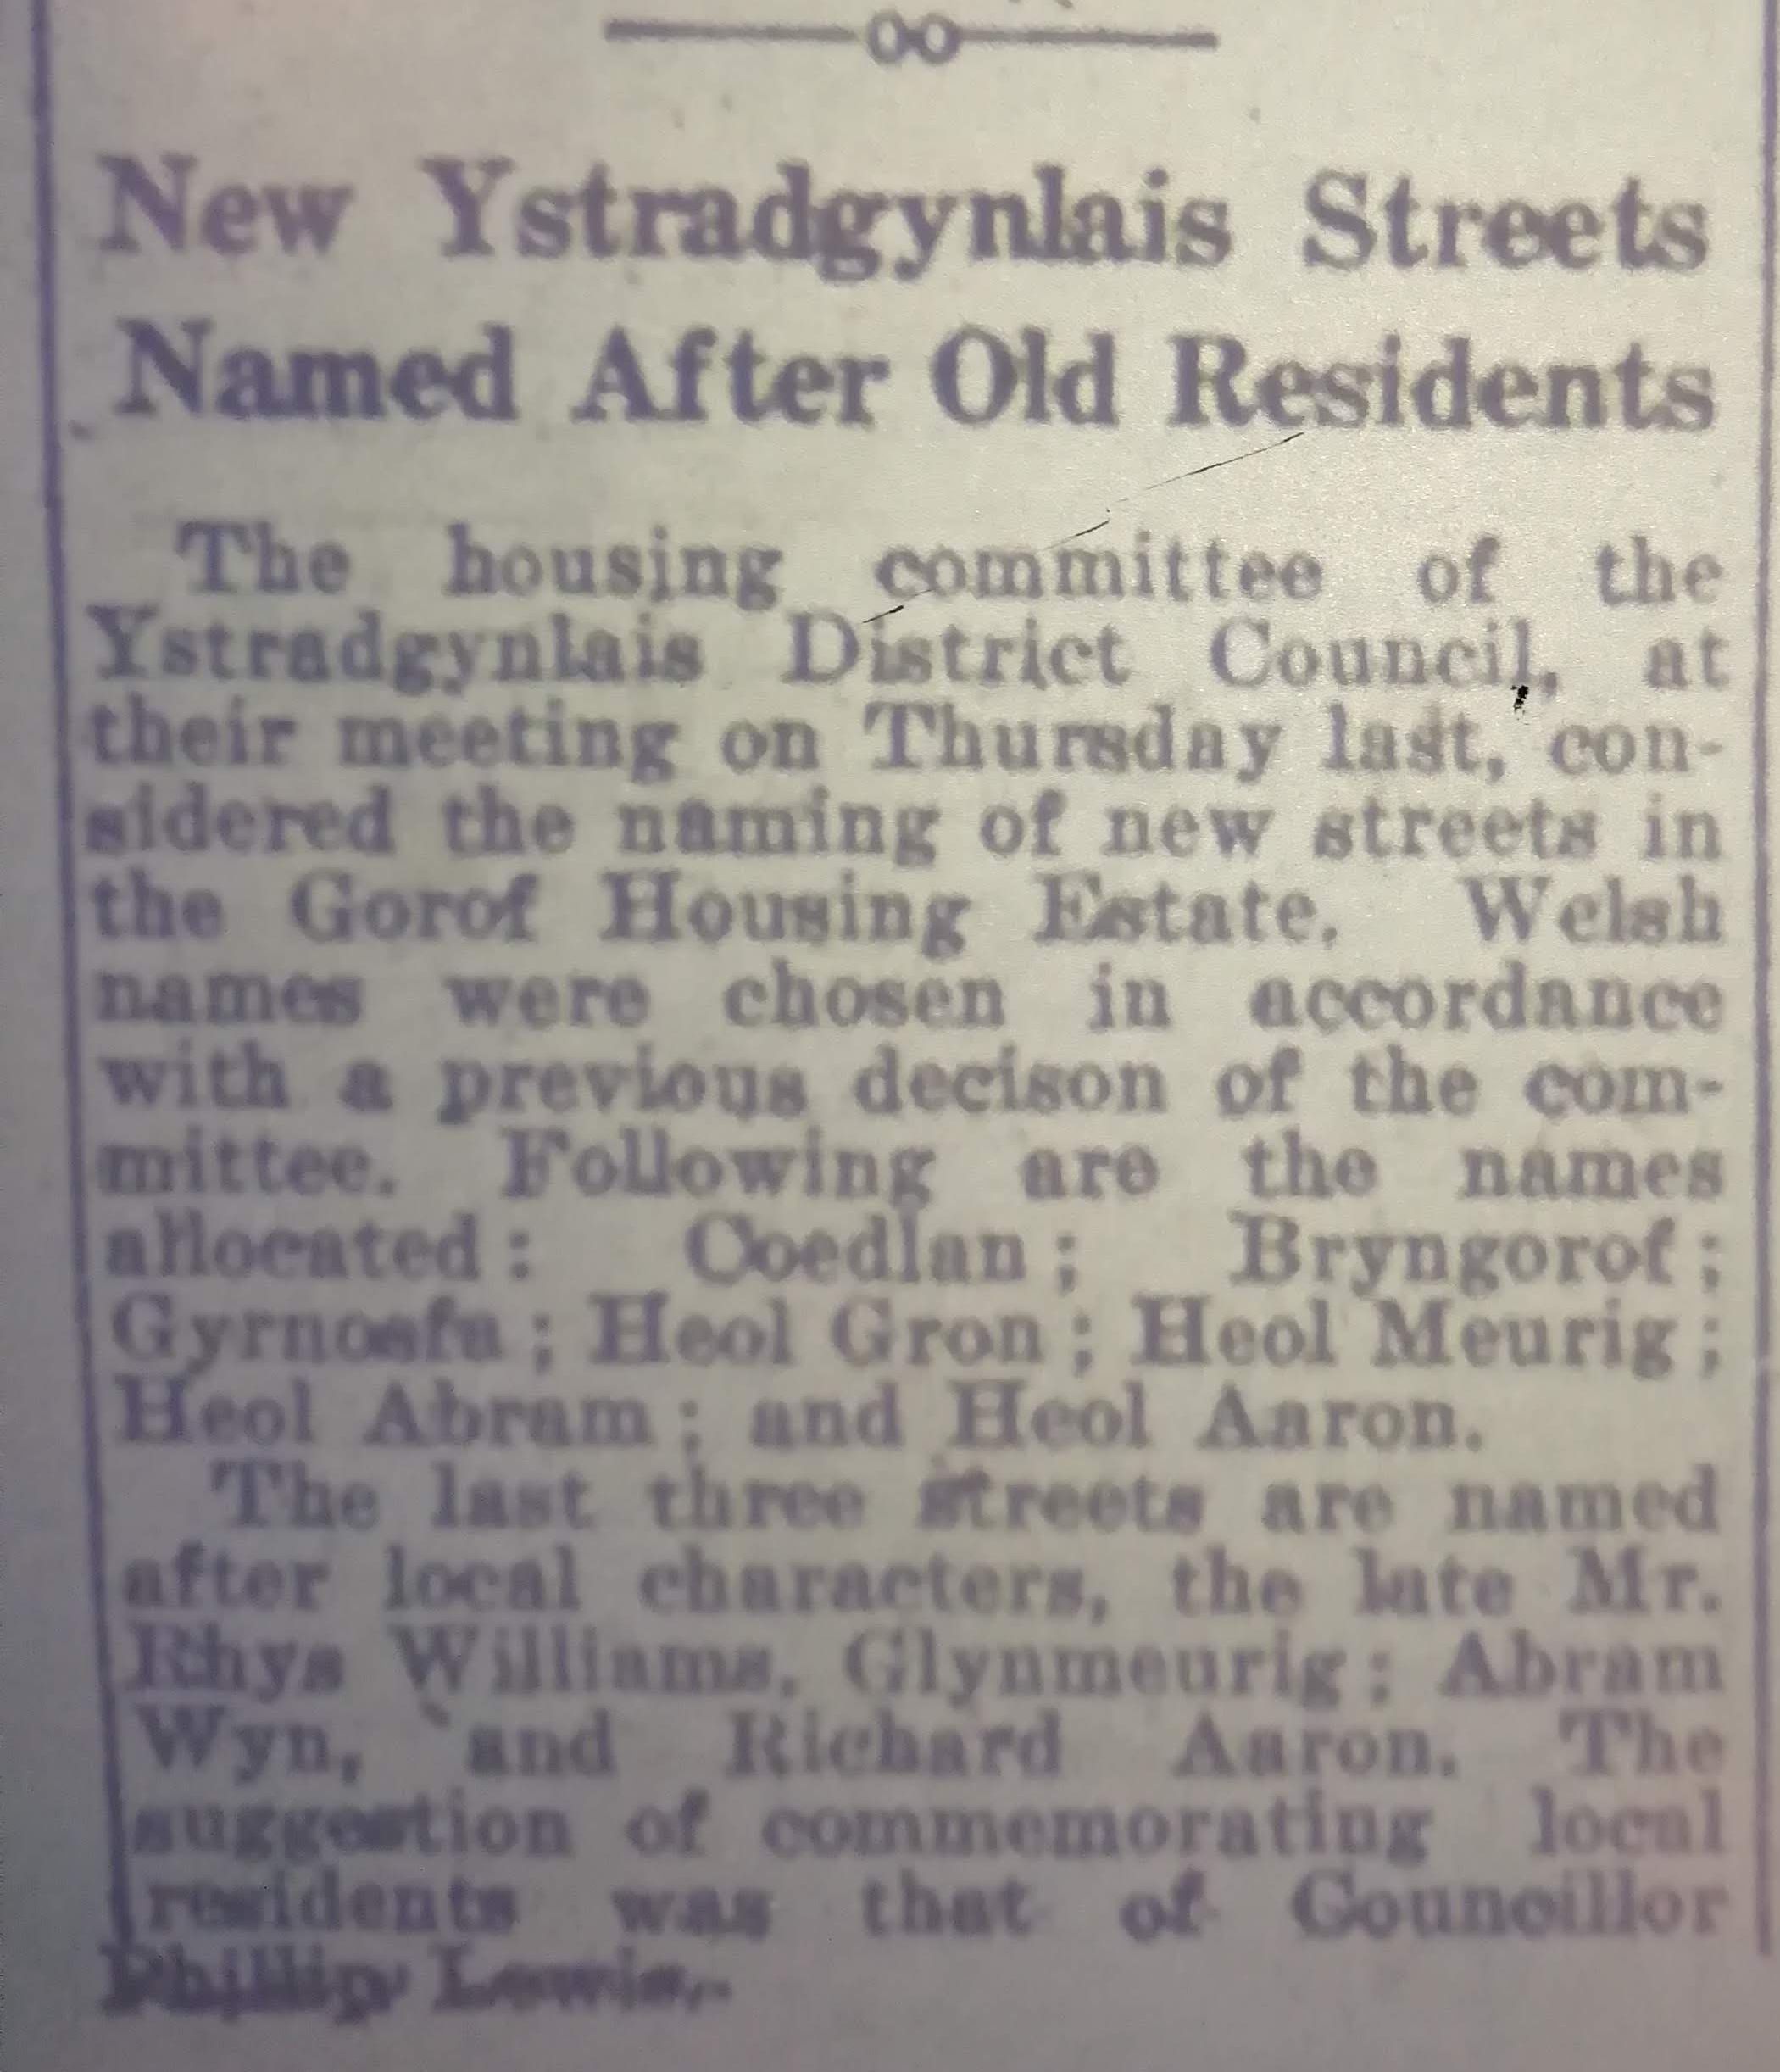 New Ystradgynlais Streets
Named After Old Residents
The housing committee of the
Ystradgynlais District Council, at
their meeting on Thursday last, con-
sidered the naming of new streets in
the Gorof Housing Estate. Welsh
names were chosen in accordance
with a previous decison of the com-
mittee. Following are the names
allocated: Coedlan; Bryngorof;
Gyrnosfa; Heol Gron; Heol Meurig;
Heol Abram; and Heol Aaron.
The last three streets are named
after local characters, the late Mr.
Rhys Williams, Glynmeurig; Abram
Wyn, and Richard Aaron. The
suggestion of commemorating local
residents was that of Councillor
Phillip Lewis.